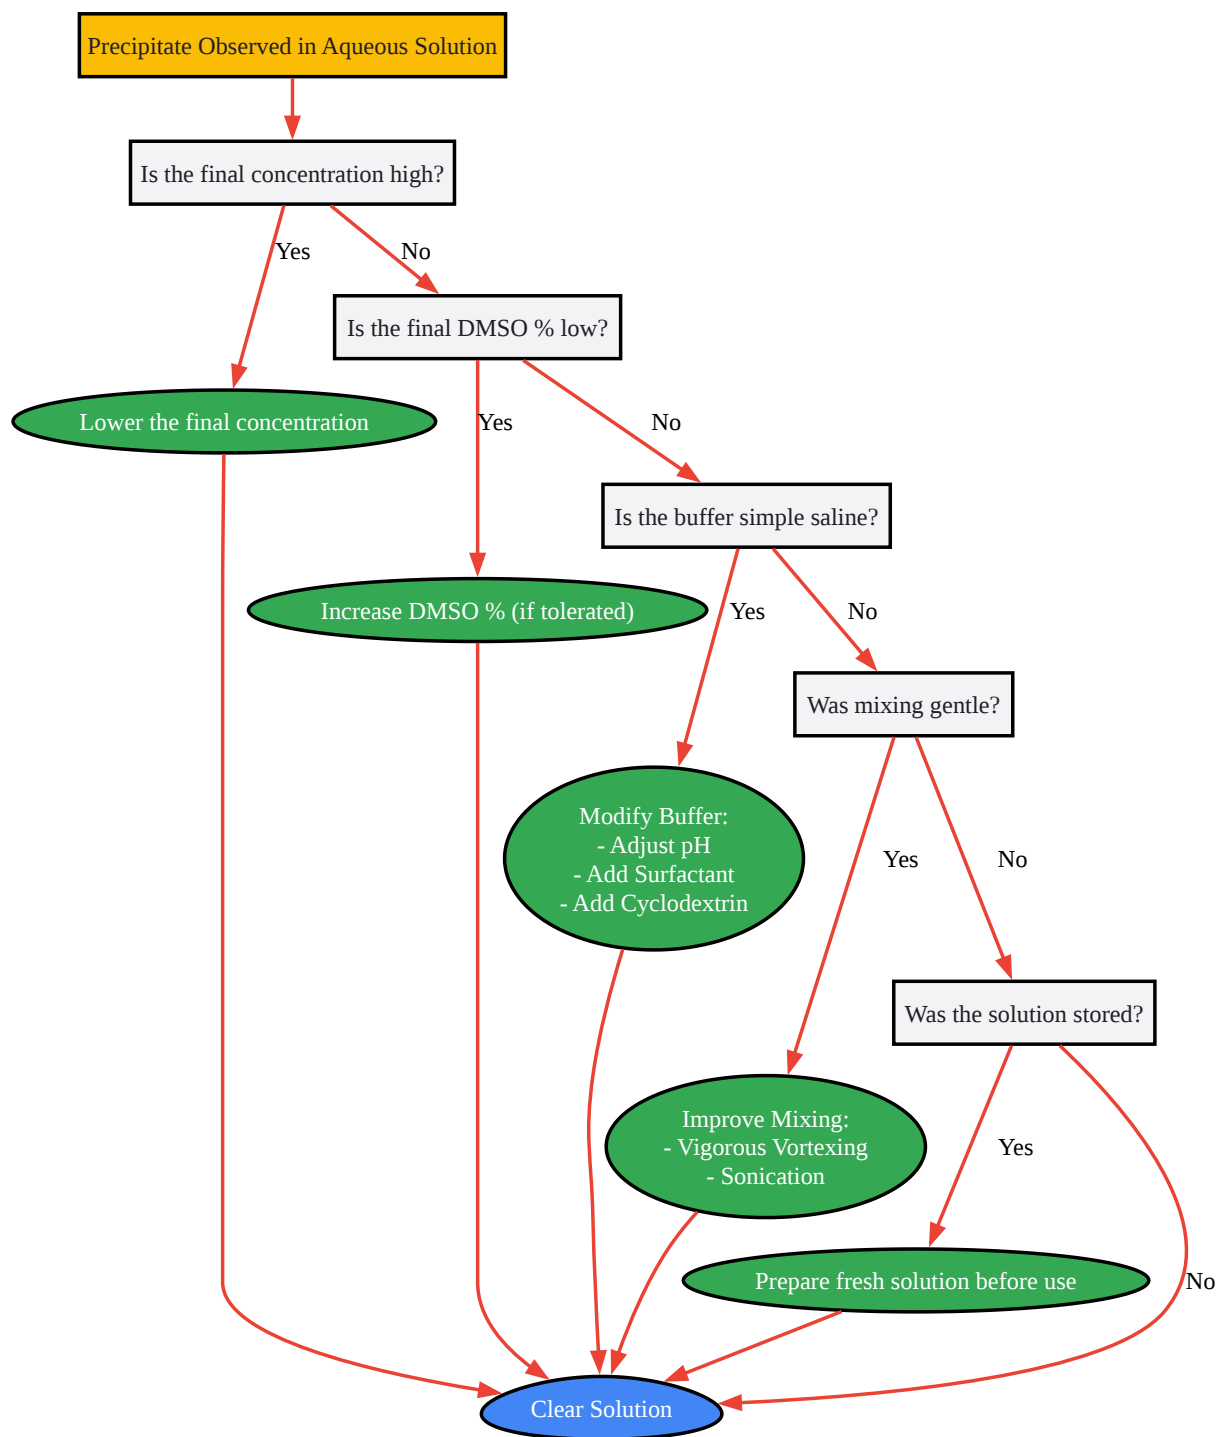 Precipitate Observed in Aqueous Solution
Is the final concentration high?
Yes
No
Is the final DMSO % low?
Lower the final concentration
Yes
No
Is the buffer simple saline?
Increase DMSO % (if tolerated)
Yes
No
Was mixing gentle?
Modify Buffer:
- Adjust pH
- Add Surfactant
- Add Cyclodextrin
Yes
No
Was the solution stored?
Improve Mixing:
- Vigorous Vortexing
- Sonication
Yes
Prepare fresh solution before use
No
Clear Solution